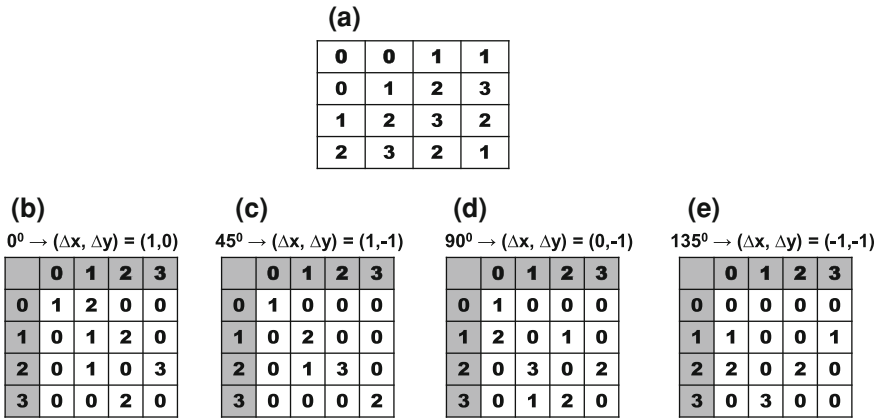 (a)
0 0 1 1
0 1 2 3
1 2 3 2
2 3 2 1
(b)
0⁰ → (Δx, Δy) = (1,0)
0 1 2 3
0 1 2 0 0
1 0 1 2 0
2 0 1 0 3
3 0 0 2 0
(c)
45⁰ → (Δx, Δy) = (1,-1)
0 1 2 3
0 1 0 0 0
1 0 2 0 0
2 0 1 3 0
3 0 0 0 2
(d)
90⁰ → (Δx, Δy) = (0,-1)
0 1 2 3
0 1 0 0 0
1 2 0 1 0
2 0 3 0 2
3 0 1 2 0
(e)
135⁰ → (Δx, Δy) = (-1,-1)
0 1 2 3
0 0 0 0 0
1 1 0 0 1
2 2 0 2 0
3 0 3 0 0